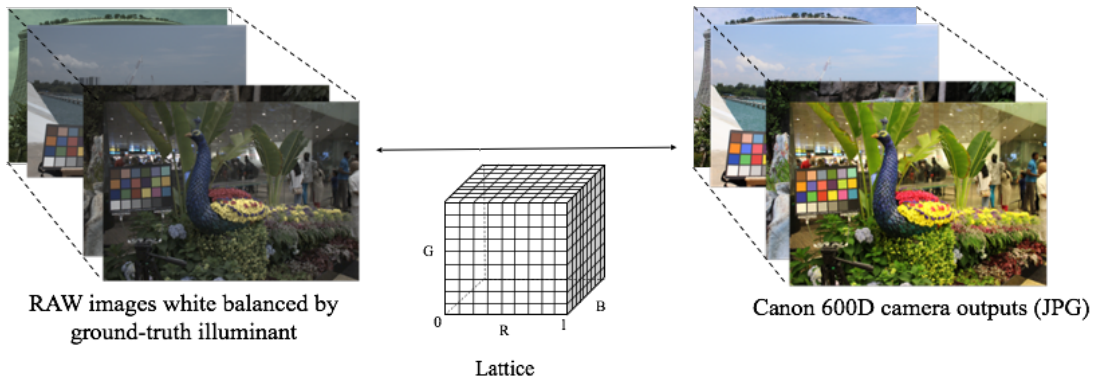 RAW images white balanced by
ground-truth illuminant
G
0
R
1
B
Lattice
Canon 600D camera outputs (JPG)